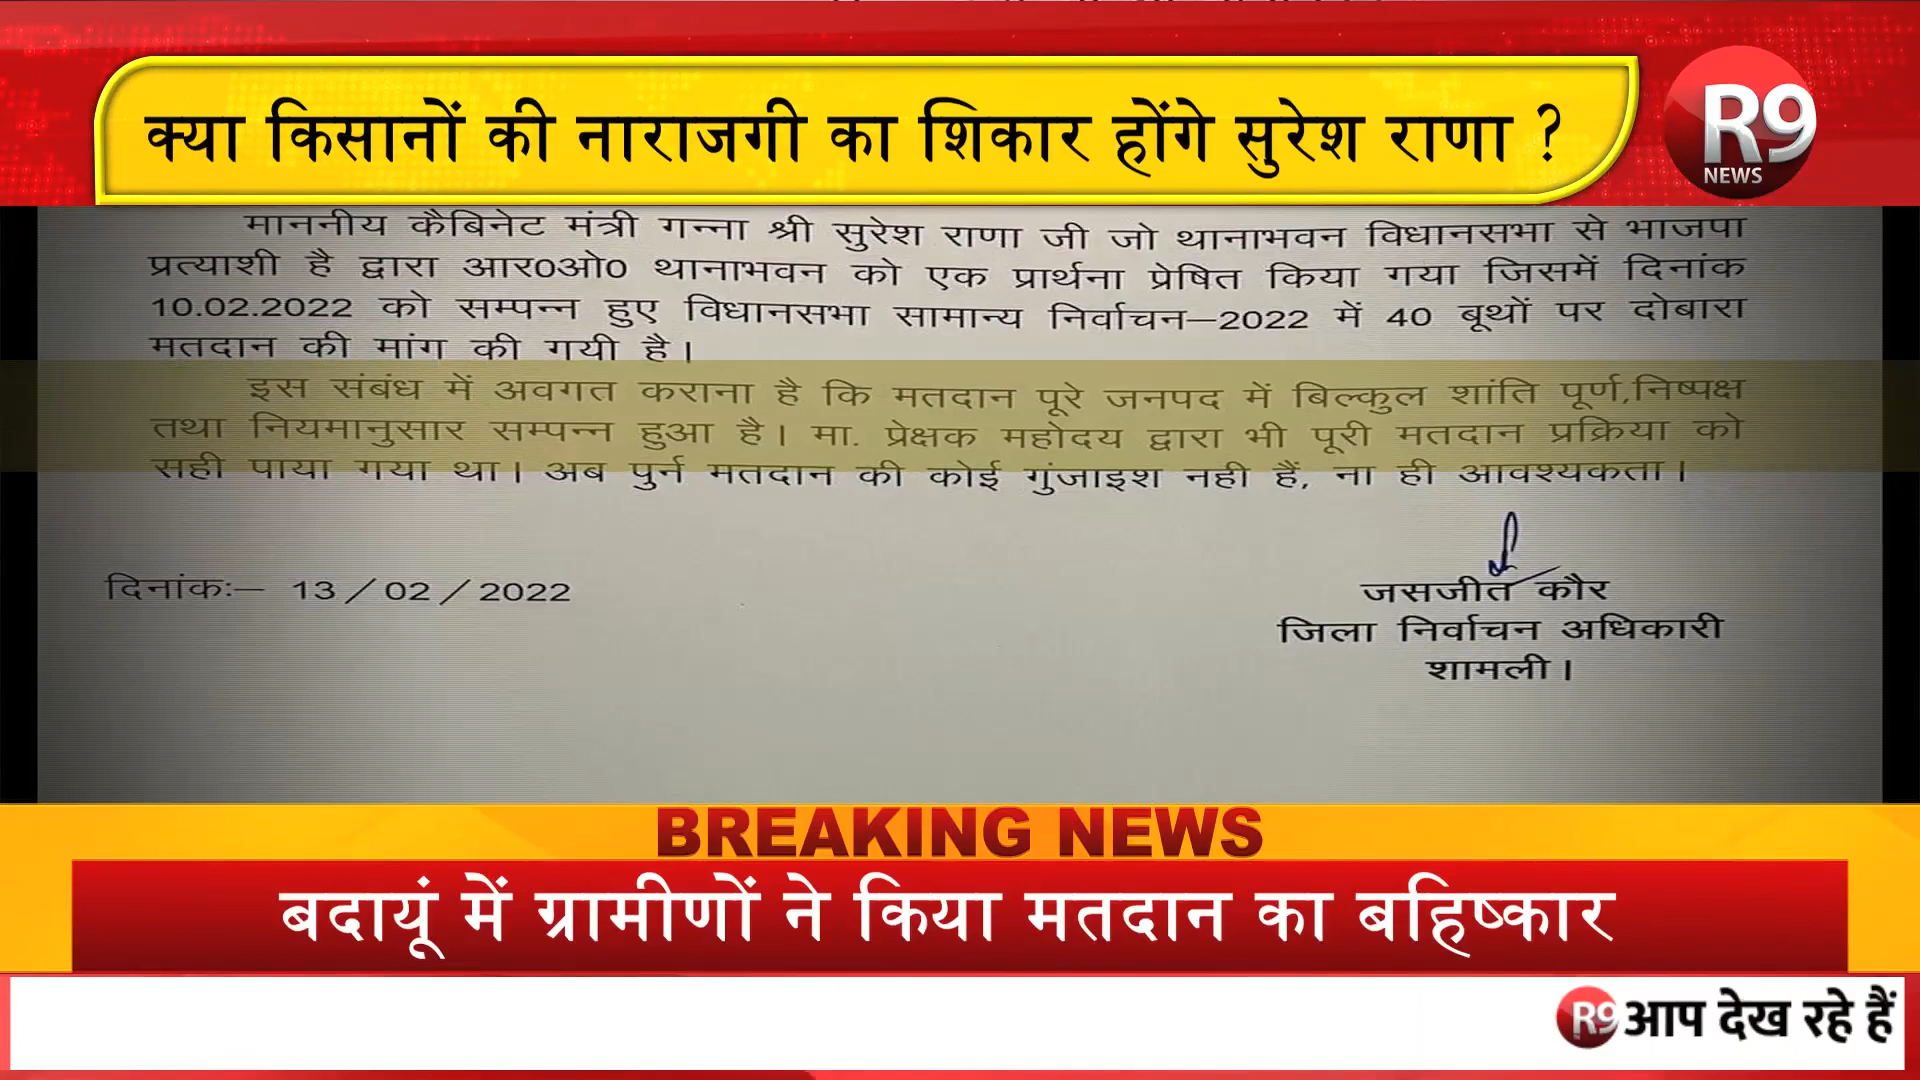 क्या किसानों की नाराजगी का शिकार होंगे सुरेश राणा ?
R9
NEWS
माननीय कैबिनेट मंत्री गन्ना श्री सुरेश राणा जी जो थानाभवन विधानसभा से भाजपा
प्रत्याशी है द्वारा आर0ओ0 थानाभवन को एक प्रार्थना प्रेषित किया गया जिसमें दिनांक
10.02.2022 को सम्पन्न हुए विधानसभा सामान्य निर्वाचन–2022 में 40 बूथों पर दोबारा
मतदान की मांग की गयी है।
इस संबंध में अवगत कराना है कि मतदान पूरे जनपद में बिल्कुल शांति पूर्ण,निष्पक्ष
तथा नियमानुसार सम्पन्न हुआ है। मा. प्रेक्षक महोदय द्वारा भी पूरी मतदान प्रक्रिया को
सही पाया गया था। अब पुर्न मतदान की कोई गुंजाइश नही हैं, ना ही आवश्यकता।
दिनांकः– 13/02/2022
जसजीत कौर
जिला निर्वाचन अधिकारी
शामली।
BREAKING NEWS
बदायूं में ग्रामीणों ने किया मतदान का बहिष्कार
R9 आप देख रहे हैं